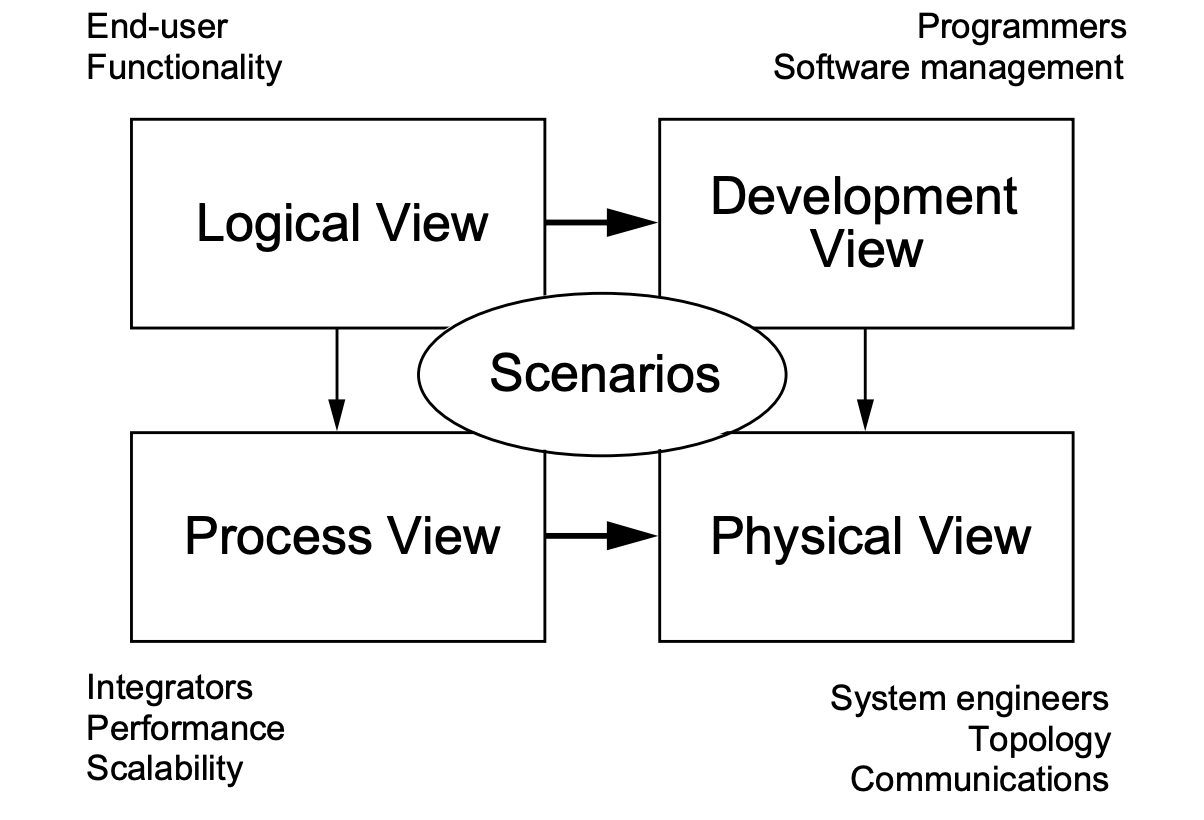 End-user
Functionality
Programmers
Software management
Logical View
Development
View
Scenarios
Process View
Physical View
Integrators
Performance
Scalability
System engineers
Topology
Communications